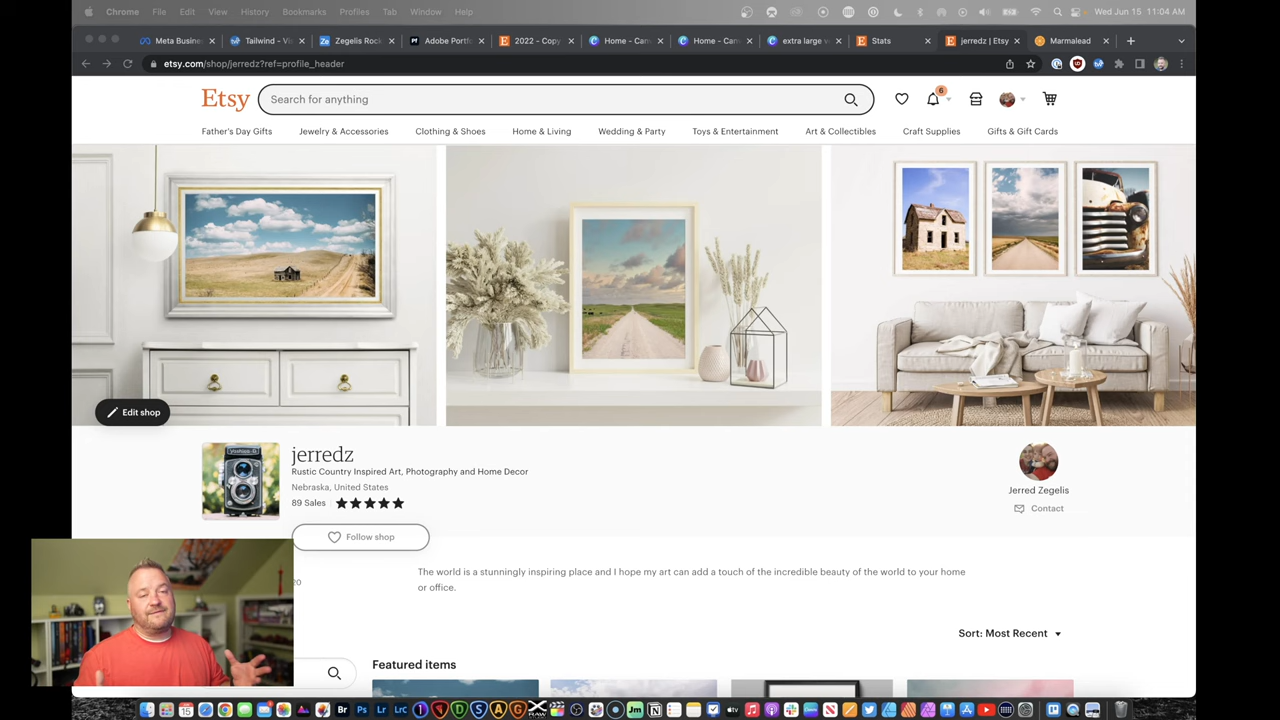 Chrome File Edit View History Bookmarks Profiles Tab Window Help Wed Jun 15 11:04 AM
Meta Busine Tailwind - Vi Zegelis Rock Adobe Portf 2022 - Copy Home - Can Home - Can extra large v Stats jerredz | Etsy Marmalead
etsy.com/shop/jerredz?ref=profile_header
Etsy Search for anything 6
Father's Day Gifts Jewelry & Accessories Clothing & Shoes Home & Living Wedding & Party Toys & Entertainment Art & Collectibles Craft Supplies Gifts & Gift Cards
Edit shop
jerredz
Rustic Country Inspired Art, Photography and Home Decor
Nebraska, United States
89 Sales
Jerred Zegelis
Contact
Follow shop
The world is a stunningly inspiring place and I hope my art can add a touch of the incredible beauty of the world to your home
or office.
Sort: Most Recent
Featured items